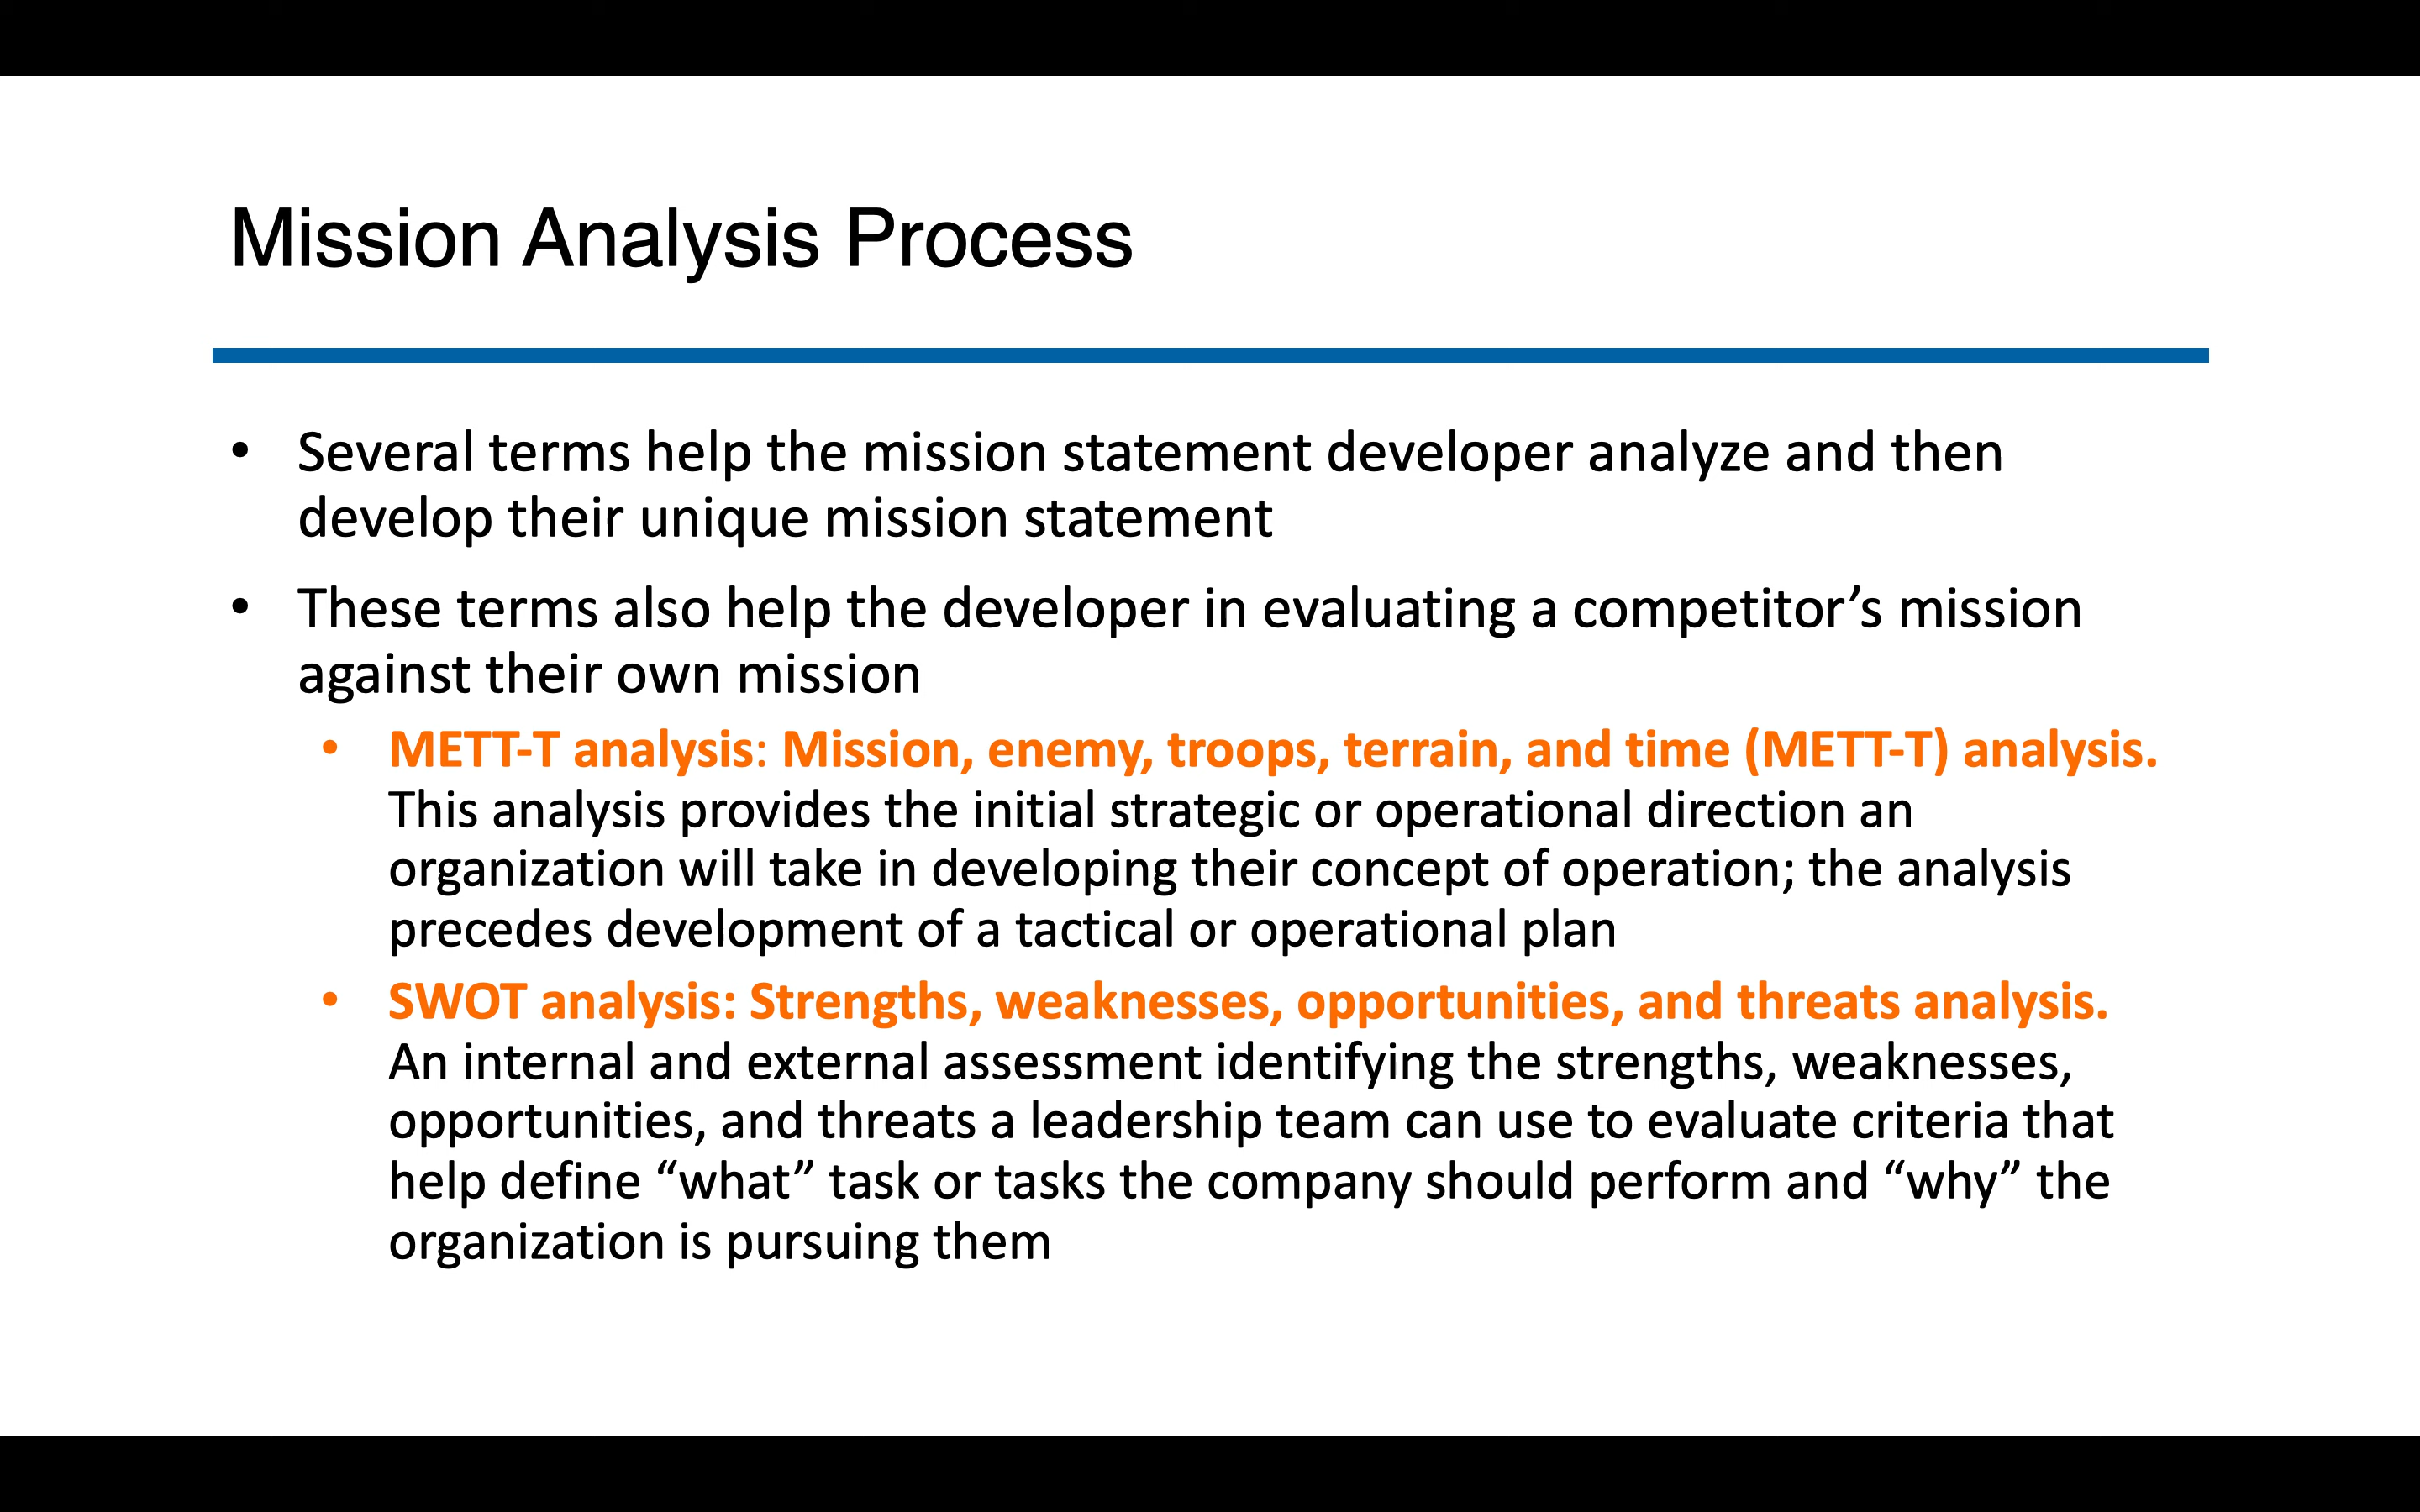 Mission Analysis Process
• Several terms help the mission statement developer analyze and then
develop their unique mission statement
• These terms also help the developer in evaluating a competitor’s mission
against their own mission
• METT-T analysis: Mission, enemy, troops, terrain, and time (METT-T) analysis.
This analysis provides the initial strategic or operational direction an
organization will take in developing their concept of operation; the analysis
precedes development of a tactical or operational plan
• SWOT analysis: Strengths, weaknesses, opportunities, and threats analysis.
An internal and external assessment identifying the strengths, weaknesses,
opportunities, and threats a leadership team can use to evaluate criteria that
help define “what” task or tasks the company should perform and “why” the
organization is pursuing them